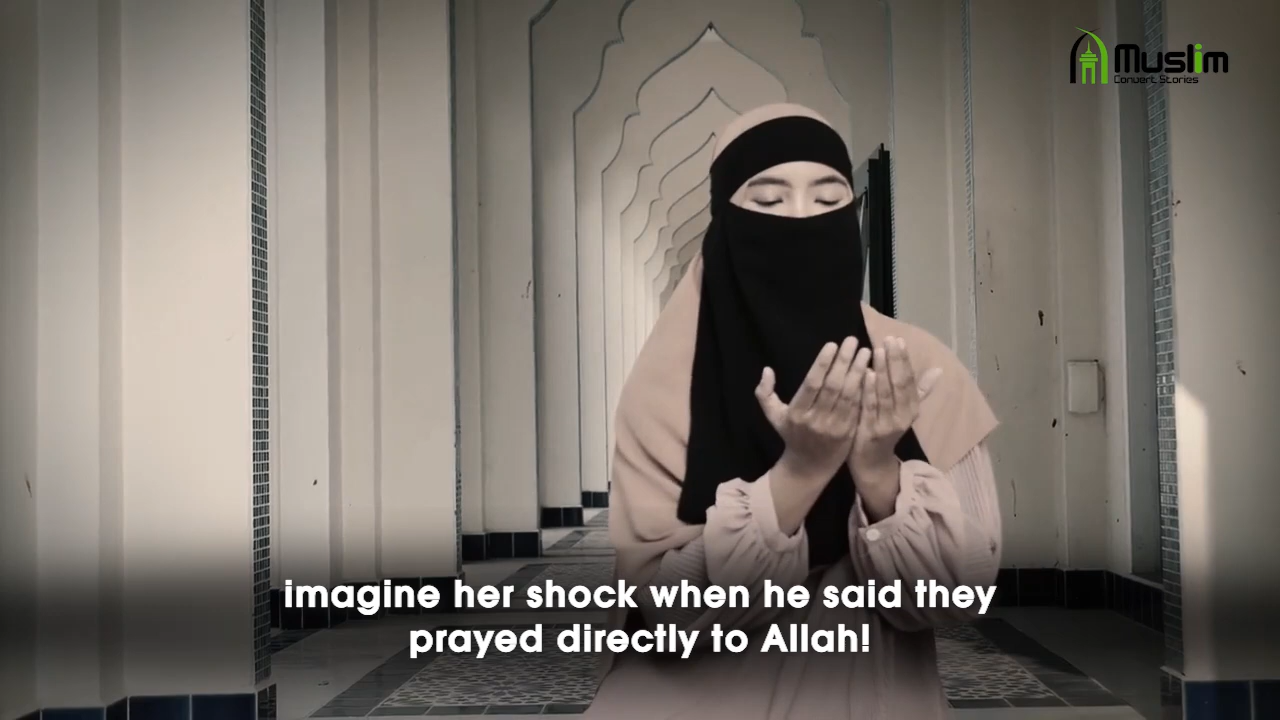 Muslim
Convert Stories
imagine her shock when he said they
prayed directly to Allah!